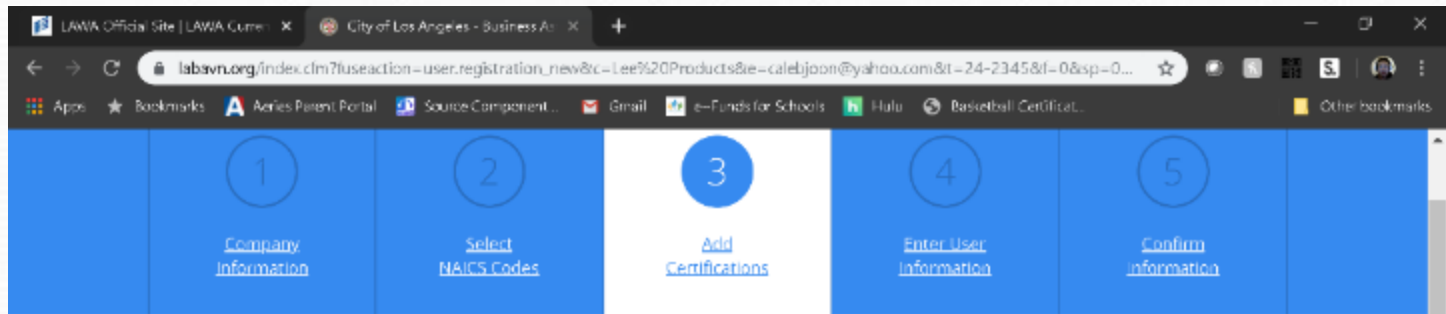 LAWA Official Site | LAWA Curren
City of Los Angeles - Business As
labavn.org/index.cfm?fuseaction=user.registration_new&c=Lee%20Products&e=calebjoon@yahoo.com&t=24-2345&f=0&sp=0...
Apps Bookmarks Aeries Parent Portal Source Component... Gmail e-Funds for Schools Hulu Basketball Certificat... Other bookmarks
1 2 3 4 5
Company Select Add Enter User Confirm
Information NAICS Codes Certifications Information Information